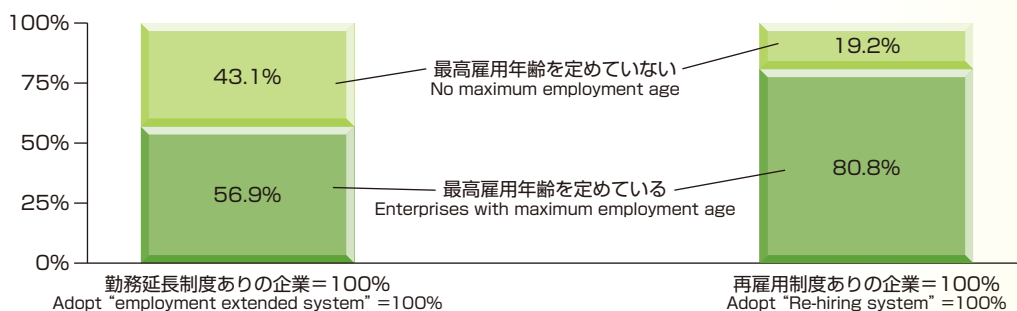 100%
75%
50%
25%
0%
43.1%
56.9%
最高雇用年齢を定めていない
No maximum employment age
最高雇用年齢を定めている
Enterprises with maximum employment age
19.2%
80.8%
勤務延長制度ありの企業＝100%
Adopt “employment extended system” =100%
再雇用制度ありの企業＝100%
Adopt “Re-hiring system” =100%